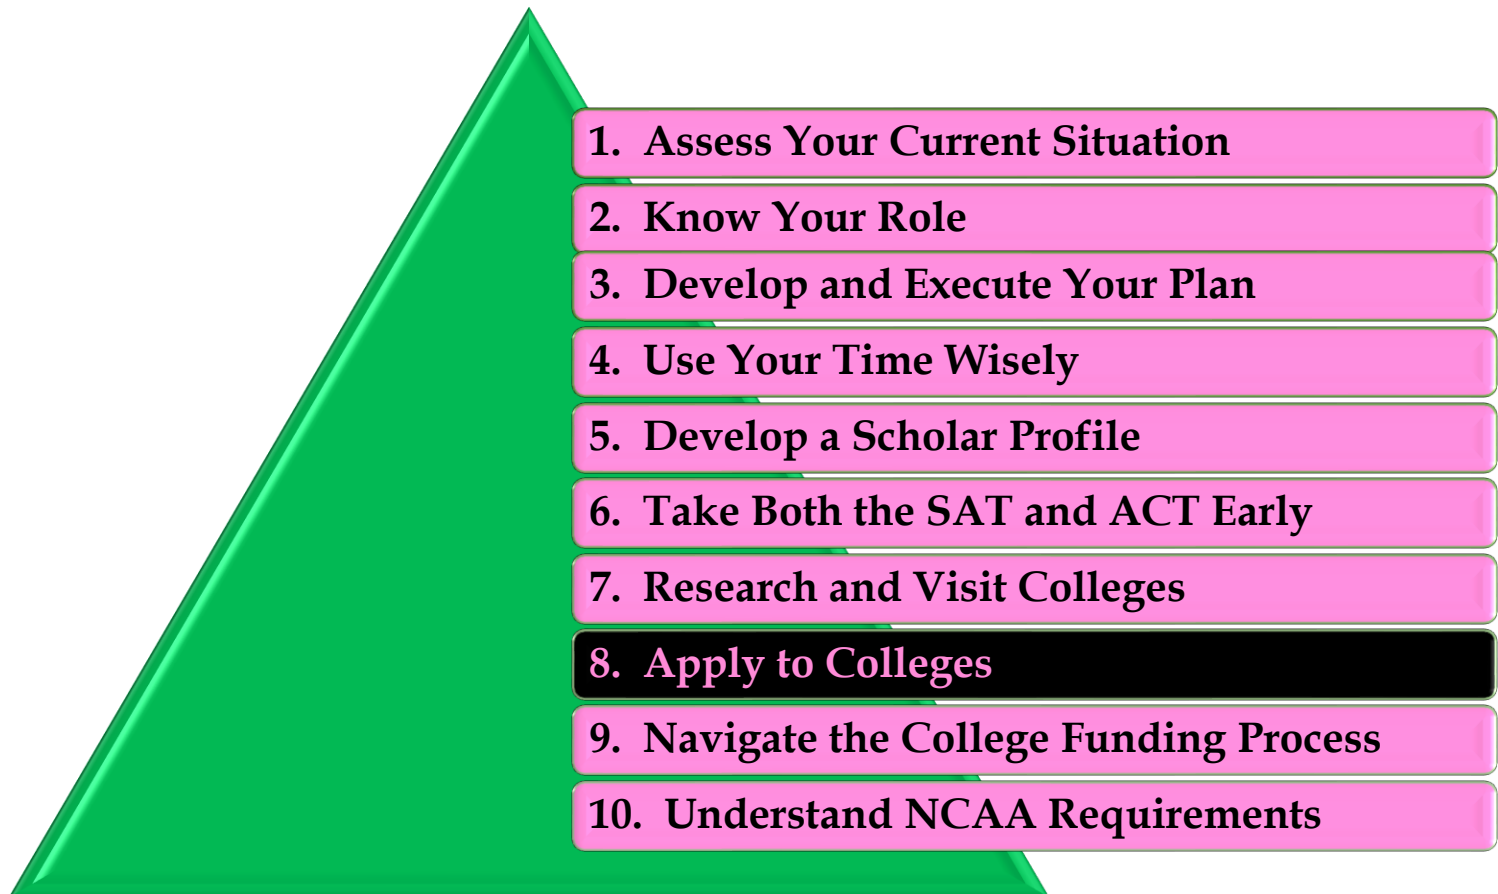 1. Assess Your Current Situation
2. Know Your Role
3. Develop and Execute Your Plan
4. Use Your Time Wisely
5. Develop a Scholar Profile
6. Take Both the SAT and ACT Early
7. Research and Visit Colleges
8. Apply to Colleges
9. Navigate the College Funding Process
10. Understand NCAA Requirements